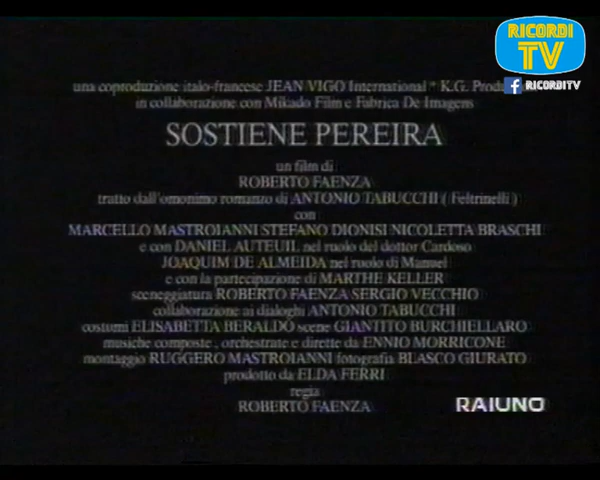 RICORDI
TV
RICORDITV
una coproduzione italo-francese JEAN VIGO International * K.G.
in collaborazione con Mikado Film e Fabrica De Imagens
SOSTIENE PEREIRA
un film di
ROBERTO FAENZA
tratto dall'omonimo romanzo di ANTONIO TABUCCHI ( Feltrinelli )
con
MARCELLO MASTROIANNI STEFANO DIONISI NICOLETTA BRASCHI
e con DANIEL AUTEUIL nel ruolo del dottor Cardoso
JOAQUIM DE ALMEIDA nel ruolo di Manuel
e con la partecipazione di MARTHE KELLER
sceneggiatura ROBERTO FAENZA SERGIO VECCHIO
collaborazione ai dialoghi ANTONIO TABUCCHI
costumi ELISABETTA BERALDO scene GIANTITO BURCHIELLARO
musiche composte , orchestrate e dirette da ENNIO MORRICONE
montaggio RUGGERO MASTROIANNI fotografia BLASCO GIURATO
prodotto da ELDA FERRI
regia
ROBERTO FAENZA
RAIUNO